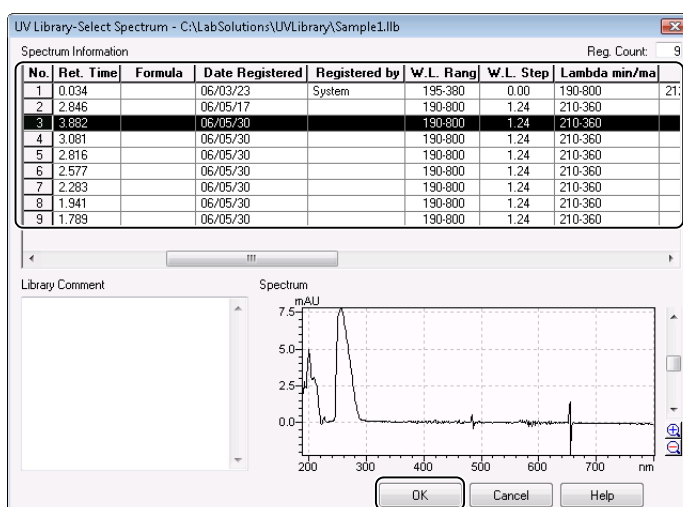 UV Library-Select Spectrum - C:\LabSolutions\UVLibrary\Sample1.llb
Spectrum Information Reg. Count: 9
No. Ret. Time Formula Date Registered Registered by W.L. Rang W.L. Step Lambda min/ma
1 0.034 06/03/23 System 195-380 0.00 190-800 21:
2 2.846 06/05/17 190-800 1.24 210-360
3 3.882 06/05/30 190-800 1.24 210-360
4 3.081 06/05/30 190-800 1.24 210-360
5 2.816 06/05/30 190-800 1.24 210-360
6 2.577 06/05/30 190-800 1.24 210-360
7 2.283 06/05/30 190-800 1.24 210-360
8 1.941 06/05/30 190-800 1.24 210-360
9 1.789 06/05/30 190-800 1.24 210-360
Library Comment Spectrum
mAU
7.5
5.0
2.5
0.0
200 300 400 500 600 700 nm
OK Cancel Help